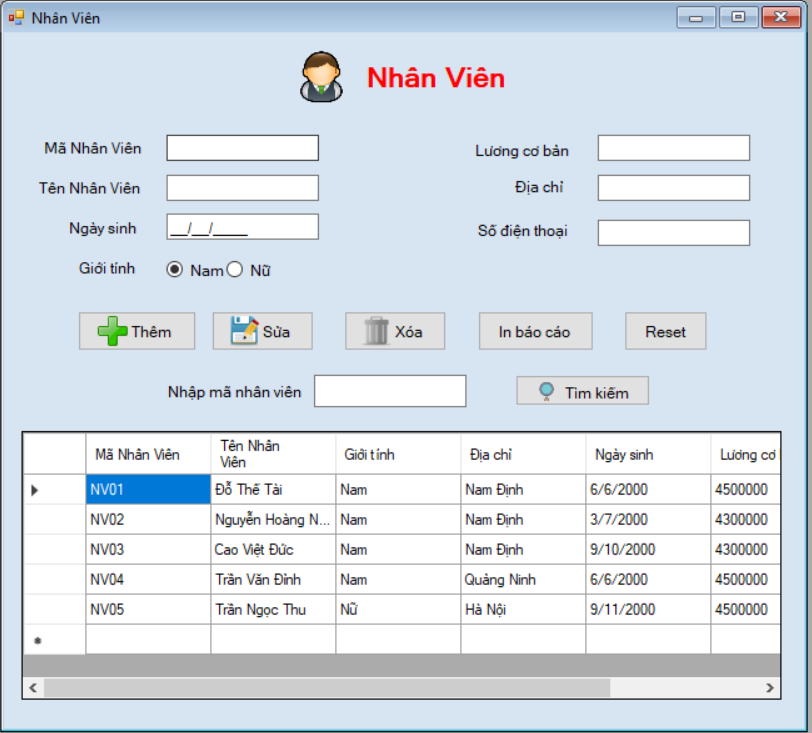 Nhân Viên
Nhân Viên
Mã Nhân Viên
Lương cơ bản
Tên Nhân Viên
Địa chỉ
Ngày sinh
__/__/____
Số điện thoại
Giới tính
Nam
Nữ
Thêm
Sửa
Xóa
In báo cáo
Reset
Nhập mã nhân viên
Tìm kiếm
Mã Nhân Viên Tên Nhân Viên Giới tính Địa chỉ Ngày sinh Lương cơ
NV01 Đỗ Thế Tài Nam Nam Định 6/6/2000 4500000
NV02 Nguyễn Hoàng N... Nam Nam Định 3/7/2000 4300000
NV03 Cao Việt Đức Nam Nam Định 9/10/2000 4300000
NV04 Trần Văn Đỉnh Nam Quảng Ninh 6/6/2000 4500000
NV05 Trần Ngọc Thu Nữ Hà Nội 9/11/2000 4500000